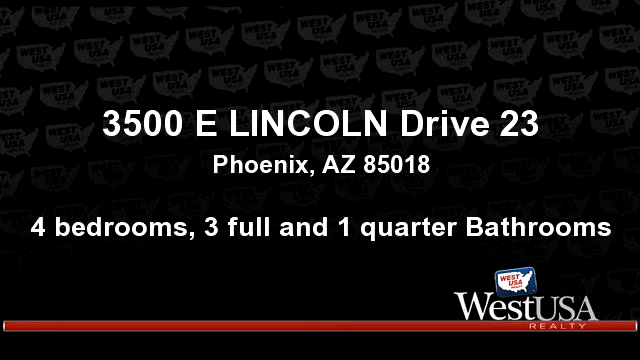 3500 E LINCOLN Drive 23
Phoenix, AZ 85018
4 bedrooms, 3 full and 1 quarter Bathrooms
WEST
USA
REALTY
WestUSA
REALTY